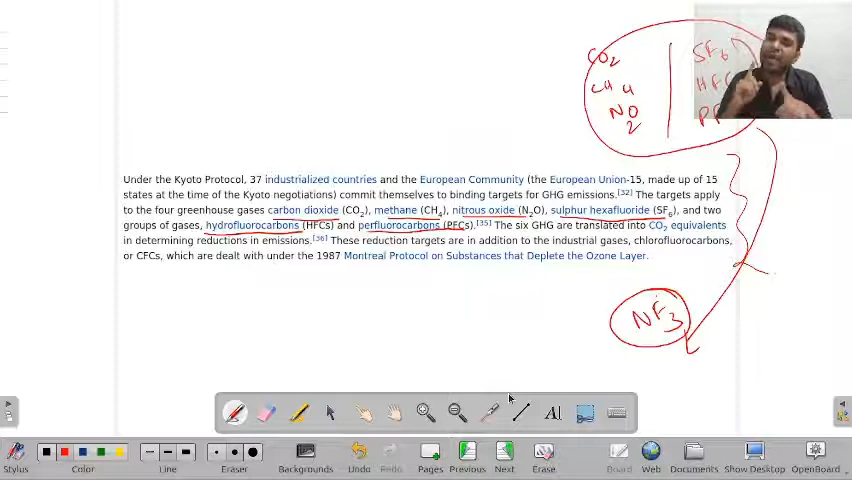 CO2
SF6
CH4
HFC
NO2
Under the Kyoto Protocol, 37 industrialized countries and the European Community (the European Union-15, made up of 15
states at the time of the Kyoto negotiations) commit themselves to binding targets for GHG emissions.[32] The targets apply
to the four greenhouse gases carbon dioxide (CO2), methane (CH4), nitrous oxide (N2O), sulphur hexafluoride (SF6), and two
groups of gases, hydrofluorocarbons (HFCs) and perfluorocarbons (PFCs).[35] The six GHG are translated into CO2 equivalents
in determining reductions in emissions.[36] These reduction targets are in addition to the industrial gases, chlorofluorocarbons,
or CFCs, which are dealt with under the 1987 Montreal Protocol on Substances that Deplete the Ozone Layer.
NF3
Stylus
Color
Line
Eraser
Backgrounds
Undo
Redo
Pages
Previous
Next
Erase
Board
Web
Documents
Show Desktop
OpenBoard